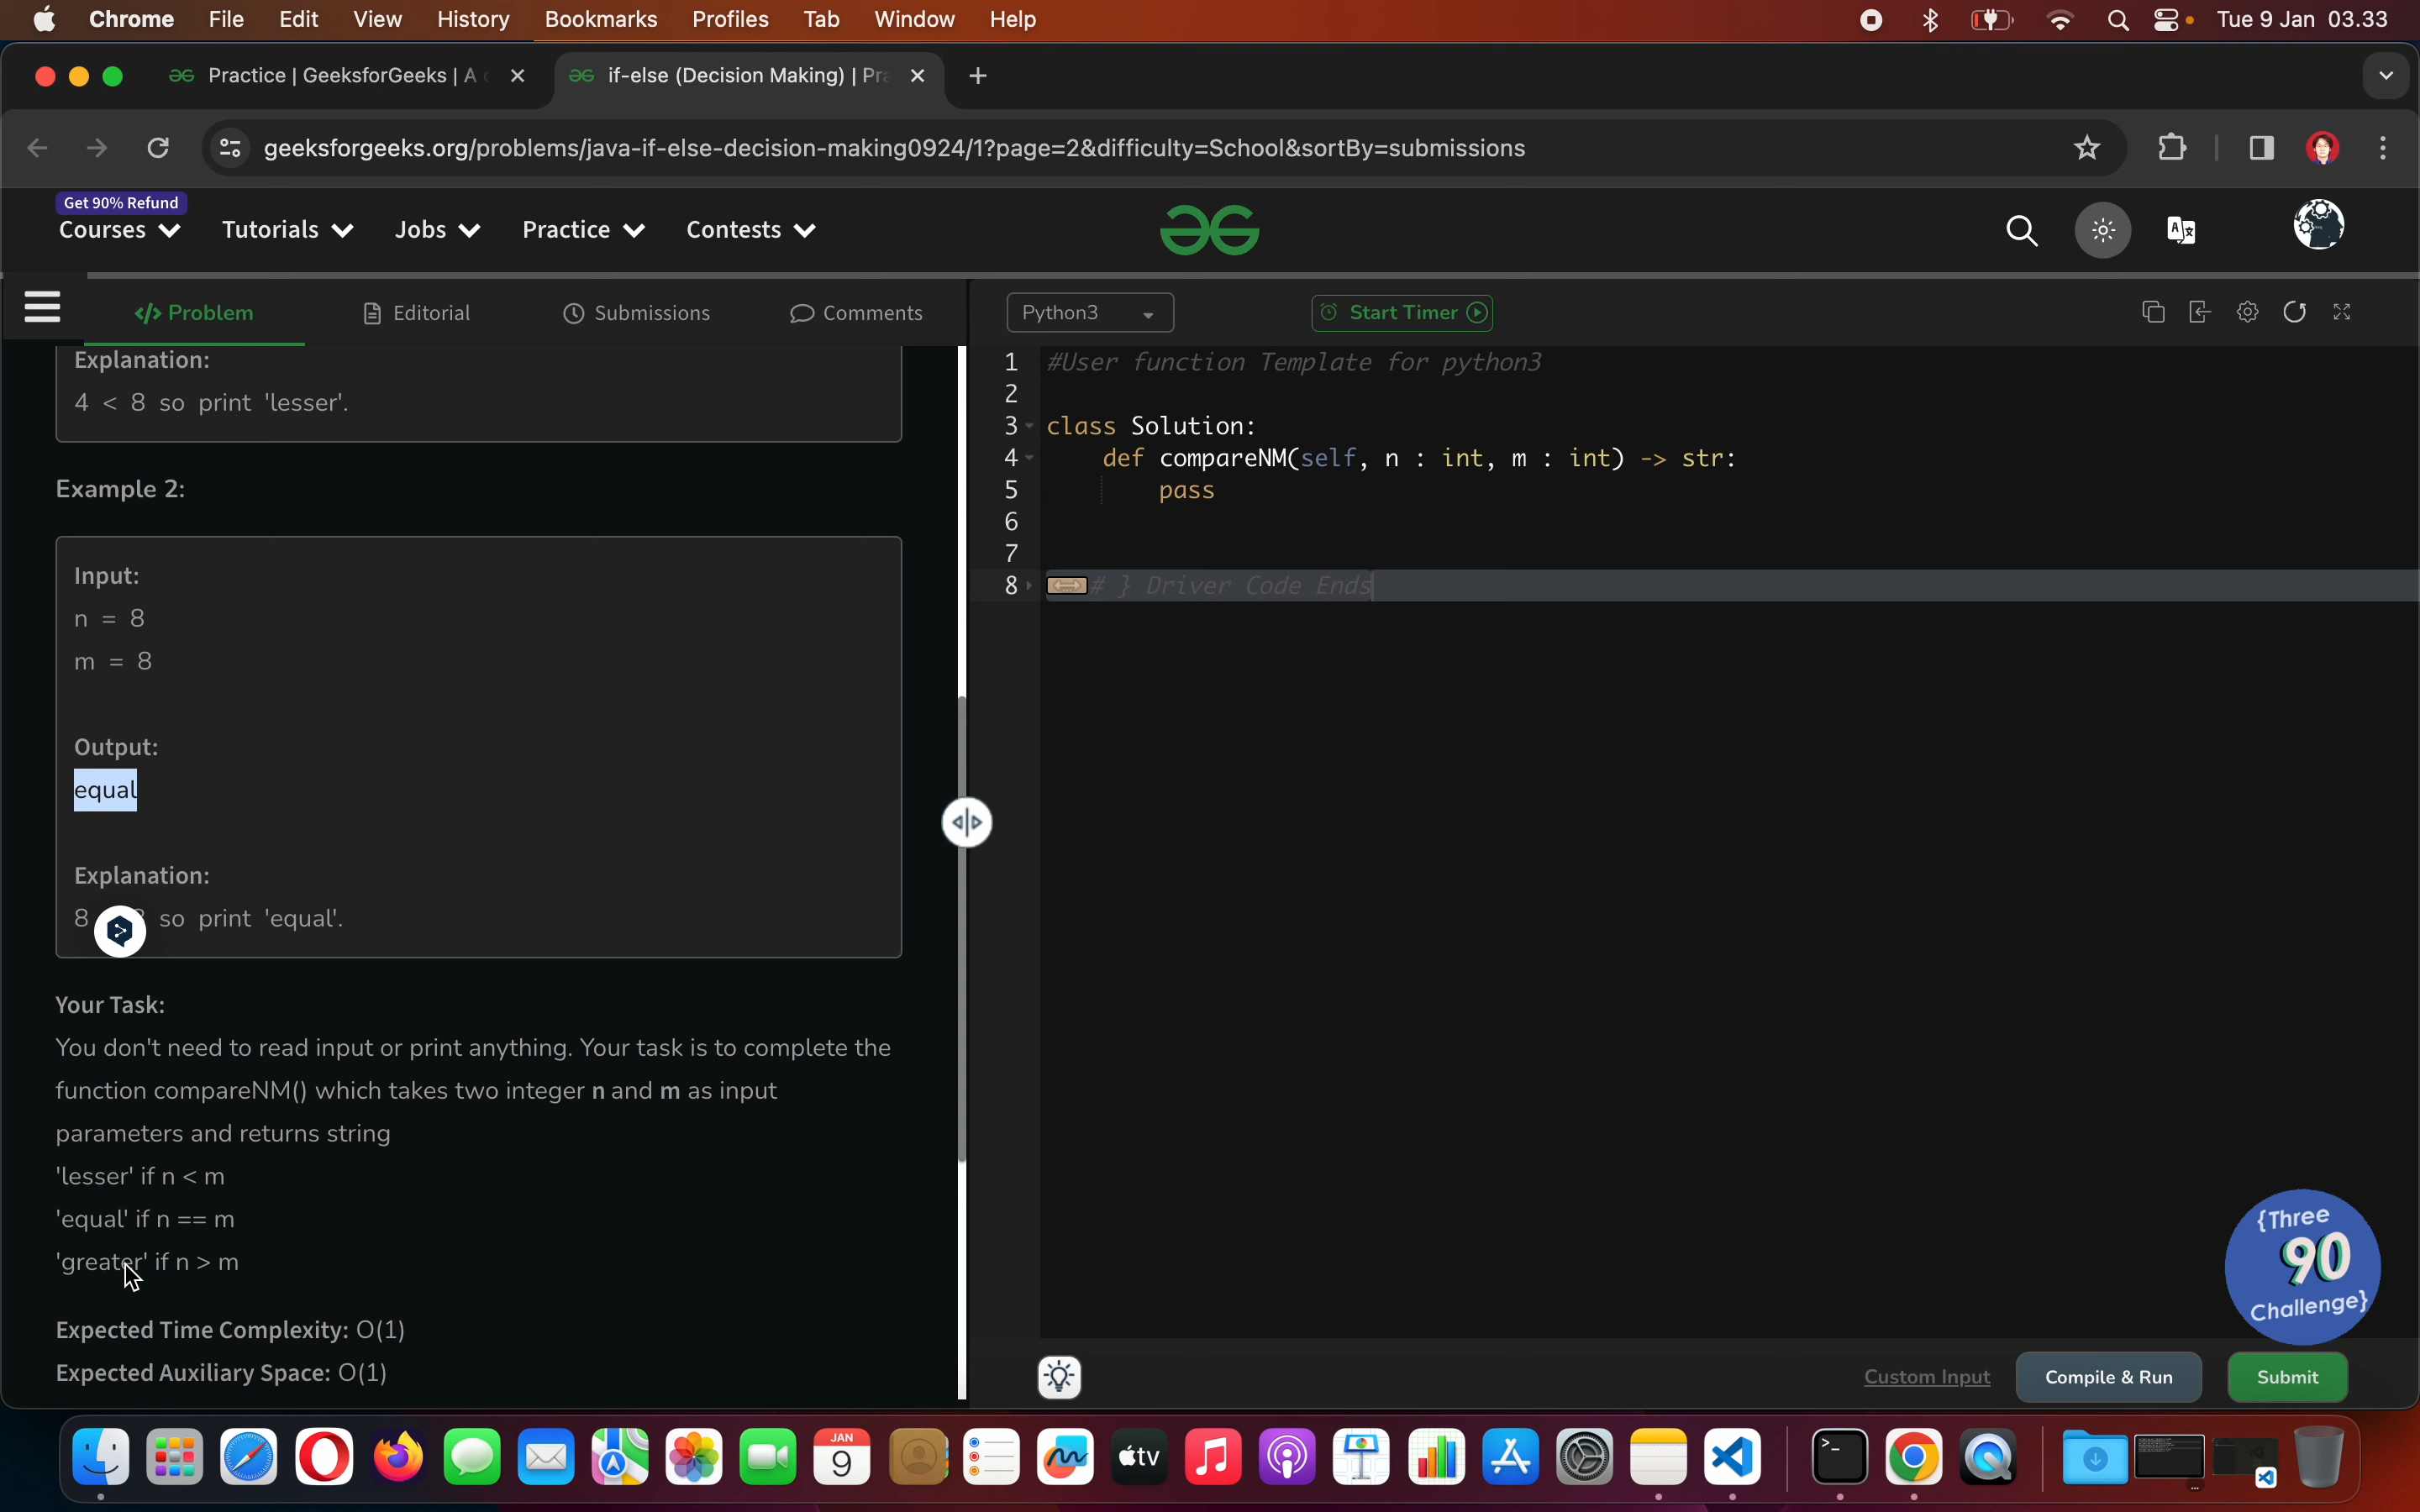 Chrome File Edit View History Bookmarks Profiles Tab Window Help Tue 9 Jan 03.33
Practice | GeeksforGeeks | A if-else (Decision Making) | Pra
geeksforgeeks.org/problems/java-if-else-decision-making0924/1?page=2&difficulty=School&sortBy=submissions
Get 90% Refund
Courses Tutorials Jobs Practice Contests
</> Problem Editorial Submissions Comments
Explanation:
4 < 8 so print 'lesser'.
Example 2:
Input:
n = 8
m = 8
Output:
equal
Explanation:
8 so print 'equal'.
Your Task:
You don't need to read input or print anything. Your task is to complete the
function compareNM() which takes two integer n and m as input
parameters and returns string
'lesser' if n < m
'equal' if n == m
'greater' if n > m
Expected Time Complexity: O(1)
Expected Auxiliary Space: O(1)
Python3 Start Timer
1 #User function Template for python3
2
3 class Solution:
4 def compareNM(self, n : int, m : int) -> str:
5 pass
6
7
8 # } Driver Code Ends
{Three
90
Challenge}
Custom Input Compile & Run Submit
JAN
9
tv